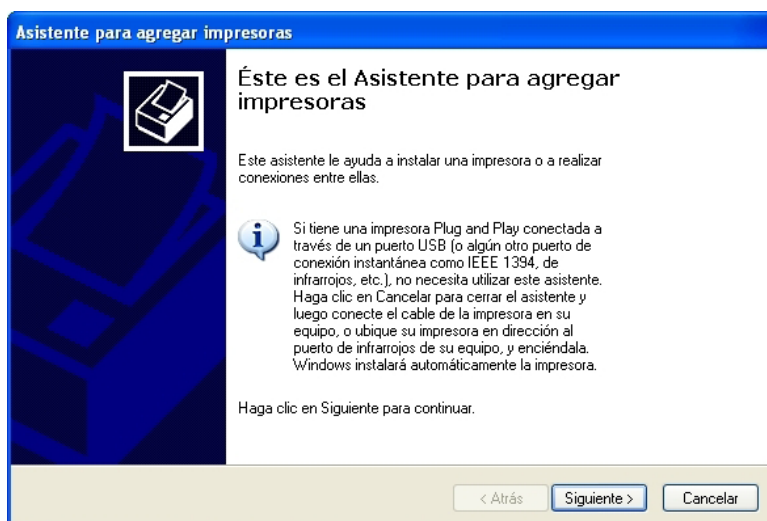 Asistente para agregar impresoras
Éste es el Asistente para agregar
impresoras
Este asistente le ayuda a instalar una impresora o a realizar
conexiones entre ellas.
Si tiene una impresora Plug and Play conectada a
través de un puerto USB (o algún otro puerto de
conexión instantánea como IEEE 1394, de
infrarrojos, etc.), no necesita utilizar este asistente.
Haga clic en Cancelar para cerrar el asistente y
luego conecte el cable de la impresora en su
equipo, o ubique su impresora en dirección al
puerto de infrarrojos de su equipo, y enciéndala.
Windows instalará automáticamente la impresora.
Haga clic en Siguiente para continuar.
< Atrás Siguiente > Cancelar